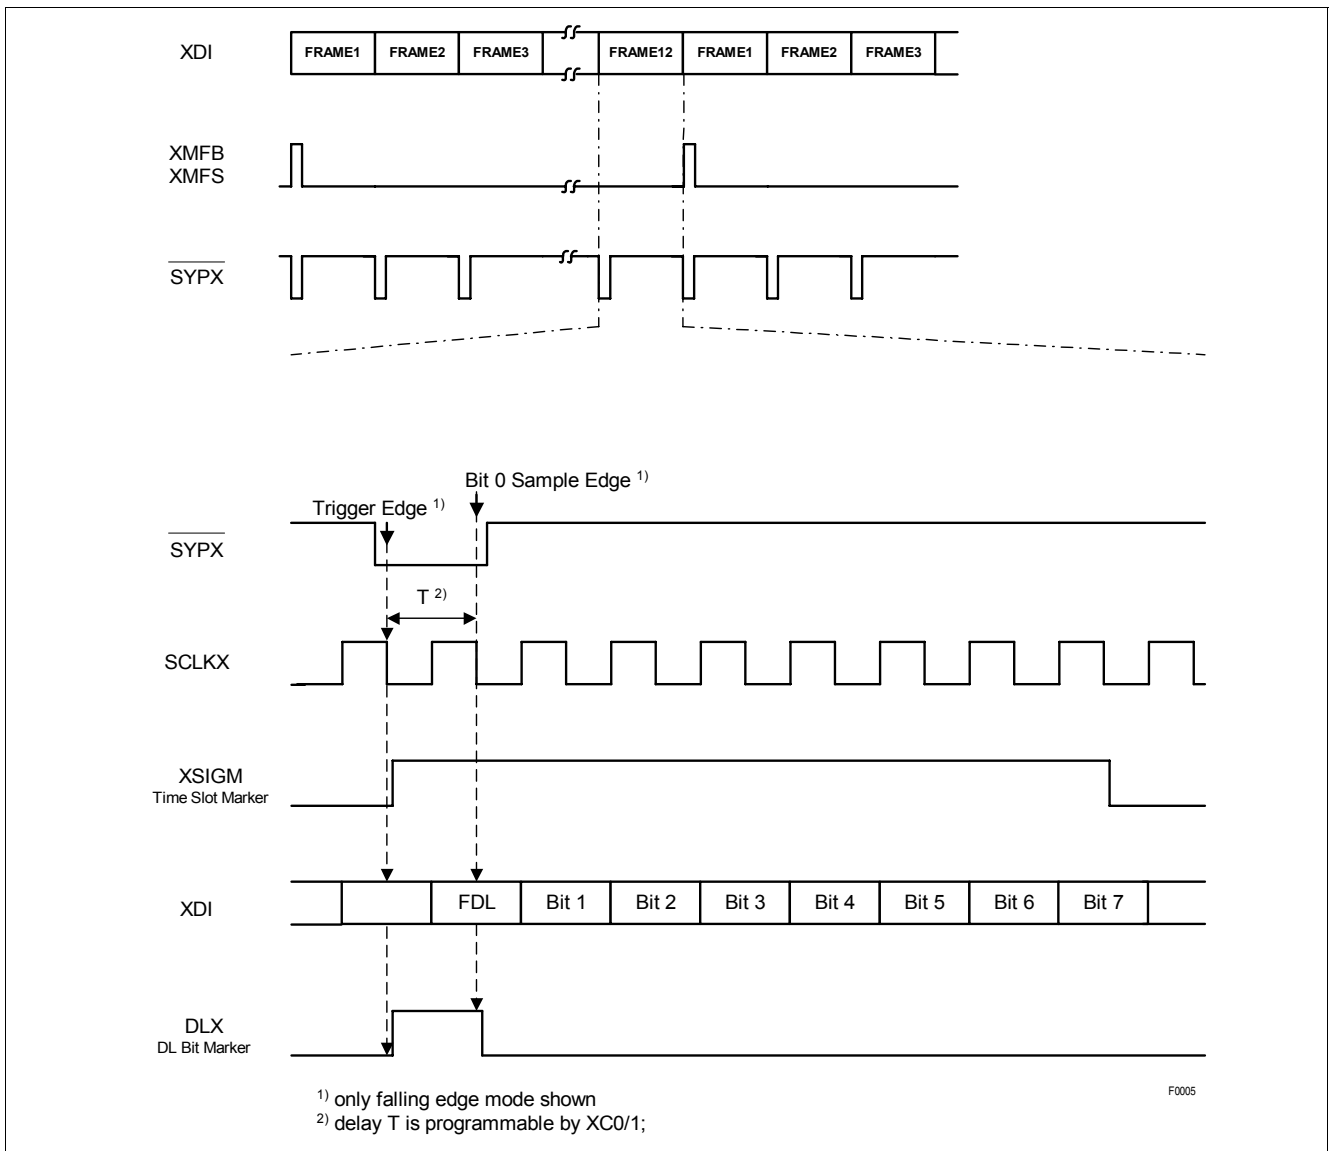 XDI
FRAME1 FRAME2 FRAME3 FRAME12 FRAME1 FRAME2 FRAME3
XMFB
XMFS
SYPX
Bit 0 Sample Edge 1)
Trigger Edge 1)
SYPX
T 2)
SCLKX
XSIGM
Time Slot Marker
XDI
FDL Bit 1 Bit 2 Bit 3 Bit 4 Bit 5 Bit 6 Bit 7
DLX
DL Bit Marker
1) only falling edge mode shown
2) delay T is programmable by XC0/1;
F0005